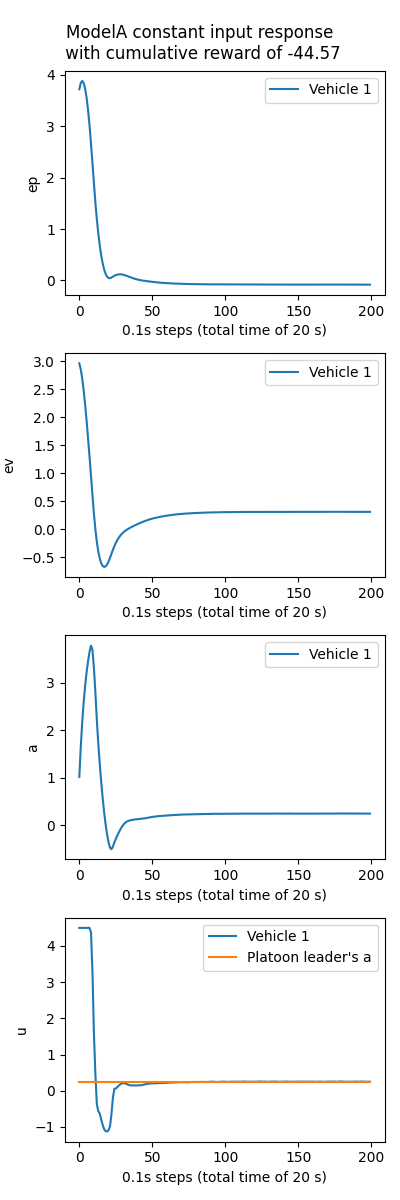 ModelA constant input response
with cumulative reward of -44.57
4
3
2
1
0
ep
Vehicle 1
0 50 100 150 200
0.1s steps (total time of 20 s)
3.0
2.5
2.0
1.5
1.0
0.5
0.0
−0.5
ev
Vehicle 1
0 50 100 150 200
0.1s steps (total time of 20 s)
3
2
1
0
a
Vehicle 1
0 50 100 150 200
0.1s steps (total time of 20 s)
4
3
2
1
0
−1
u
Vehicle 1
Platoon leader's a
0 50 100 150 200
0.1s steps (total time of 20 s)